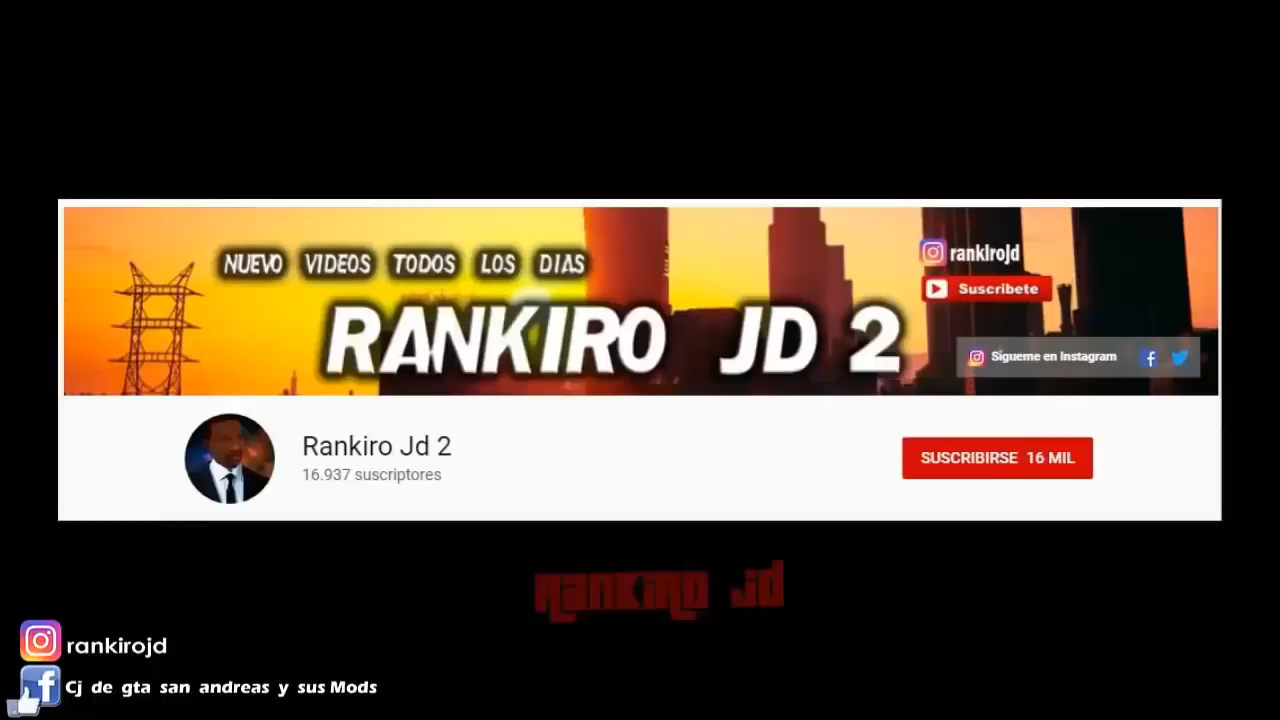 NUEVO VIDEOS TODOS LOS DIAS
RANKIRO JD 2
rankirojd
Suscribete
Sígueme en Instagram
Rankiro Jd 2
16.937 suscriptores
SUSCRIBIRSE 16 MIL
Rankiro Jd
rankirojd
Cj de gta san andreas y sus Mods